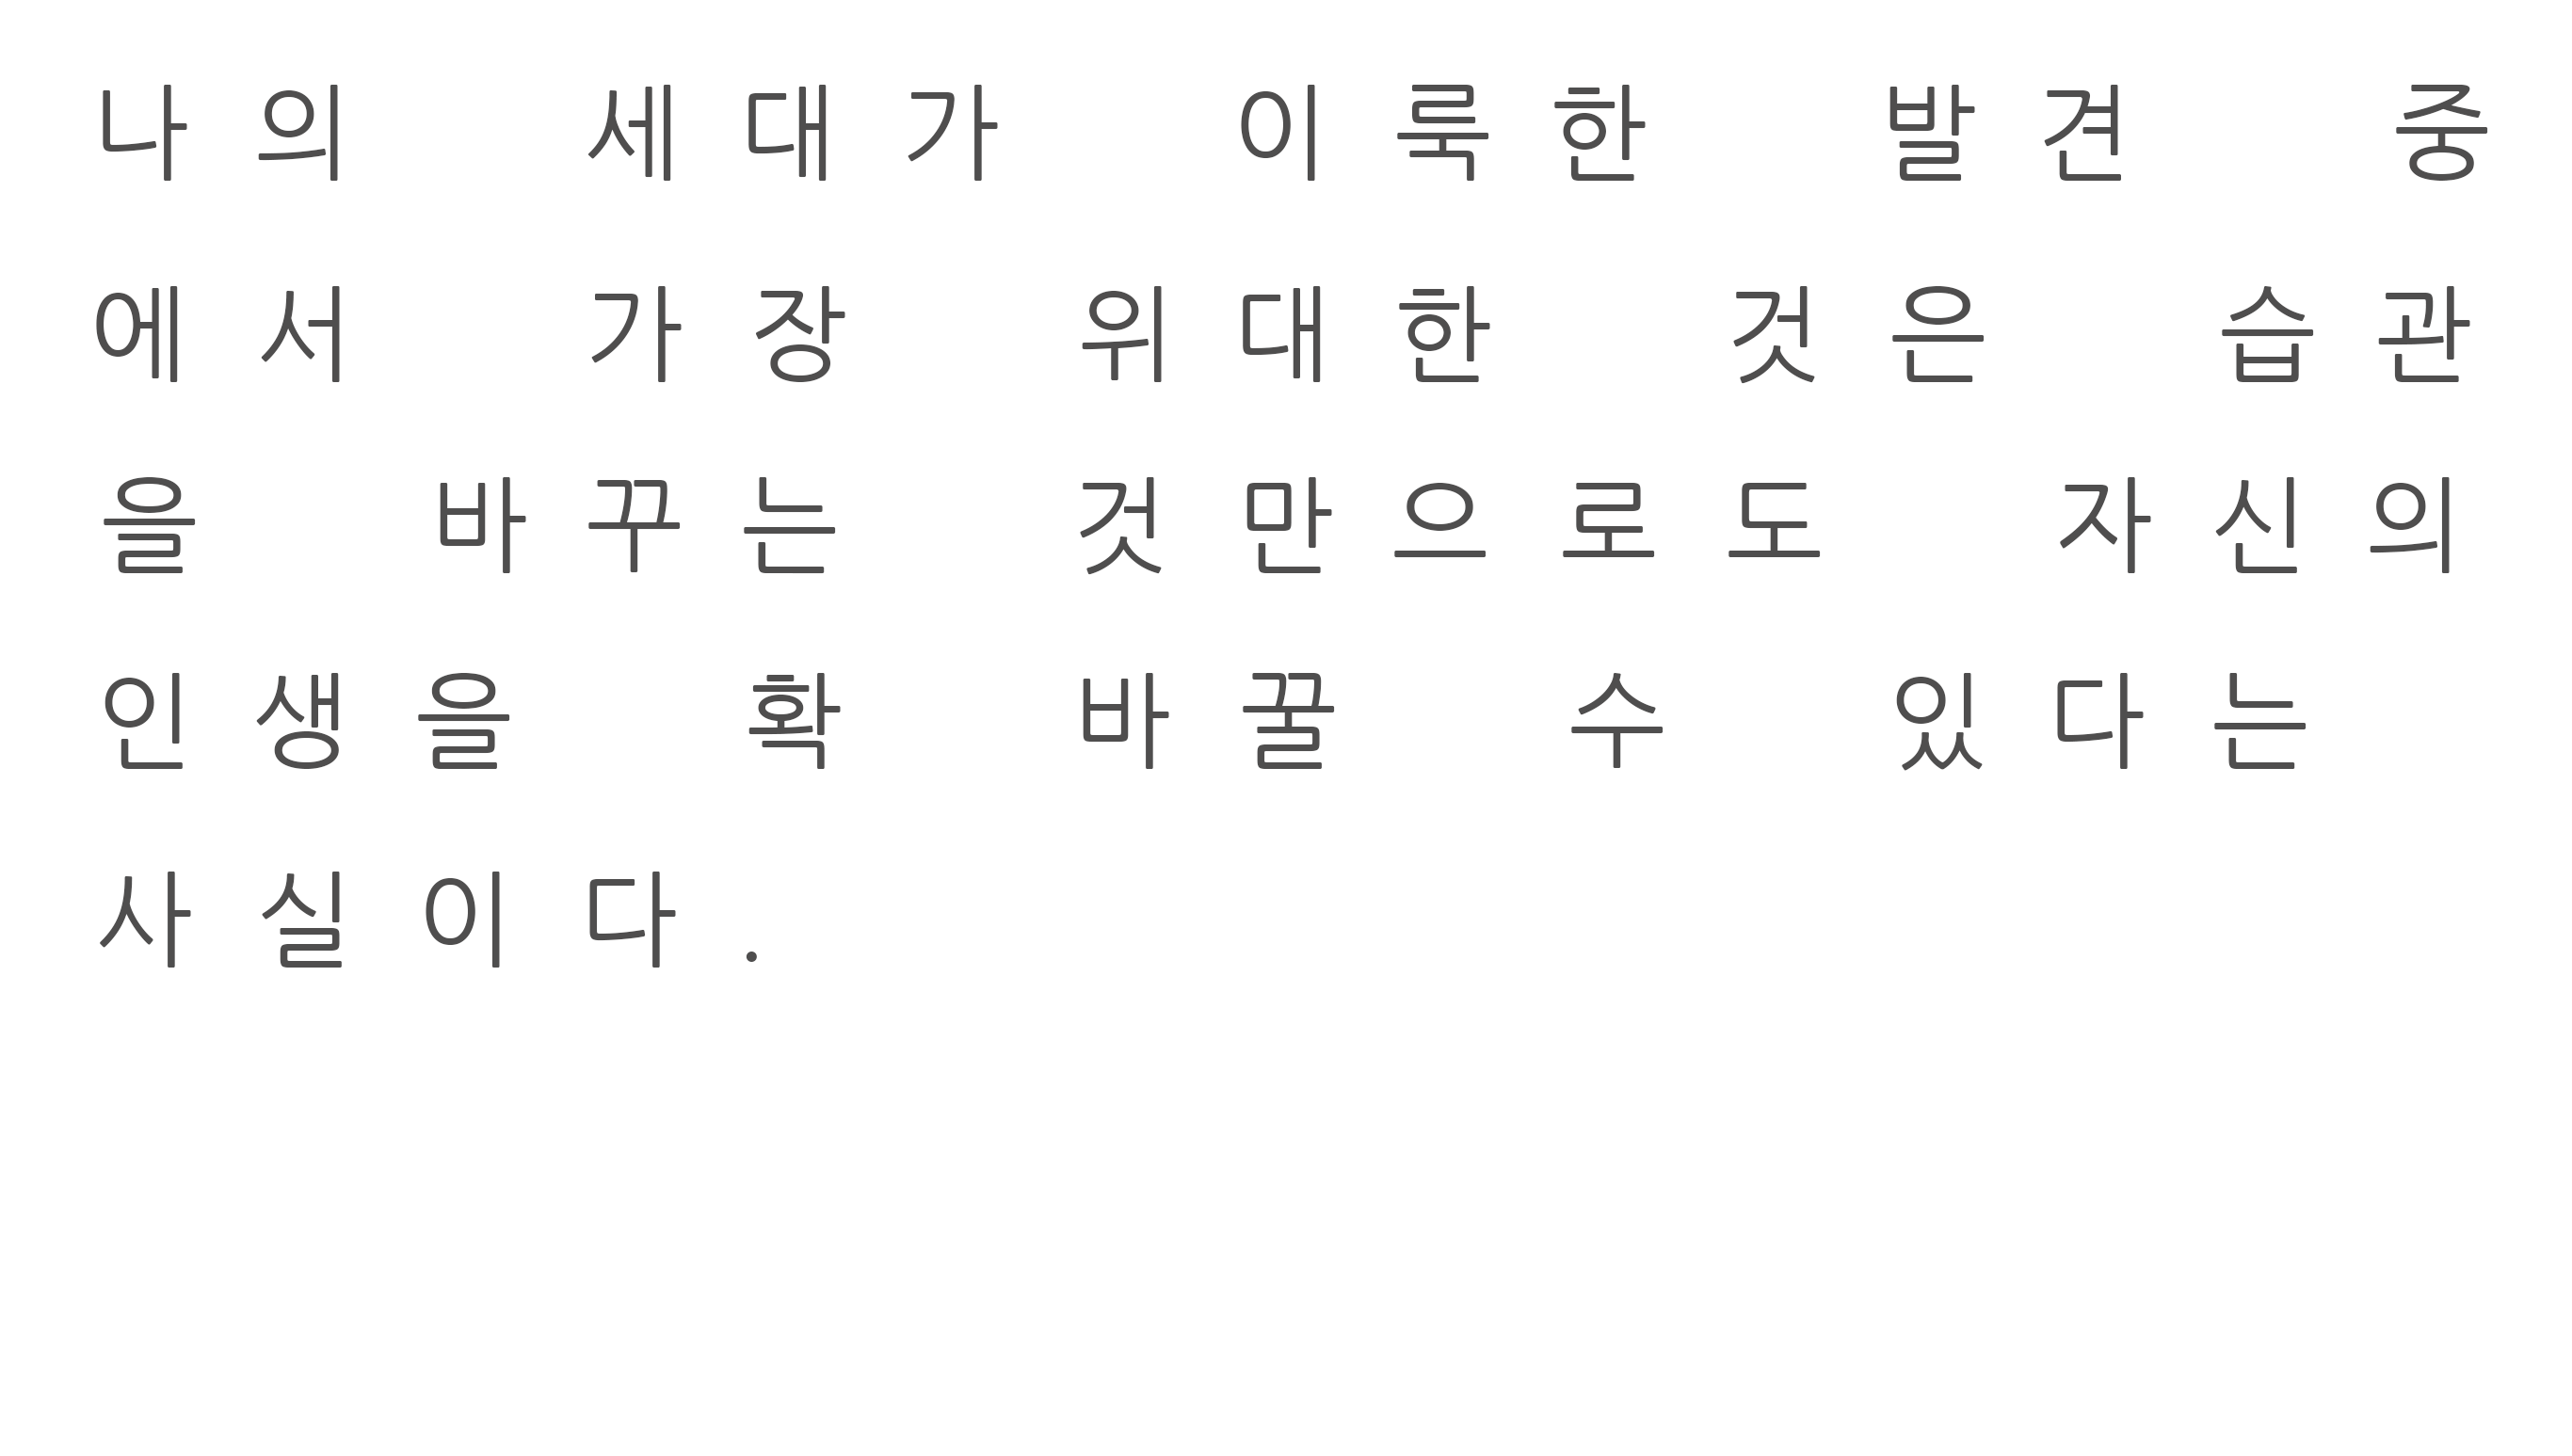 나의 세대가 이룩한 발견 중
에서 가장 위대한 것은 습관
을 바꾸는 것만으로도 자신의
인생을 확 바꿀 수 있다는
사실이다.